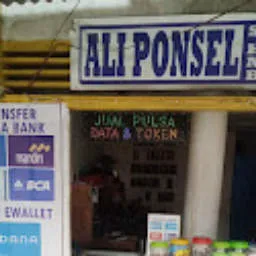 ALI PONSEL
NSFER
A BANK
mandiri
BCA
EWALLET
DANA
JUAL PULSA
DATA & TOKEN